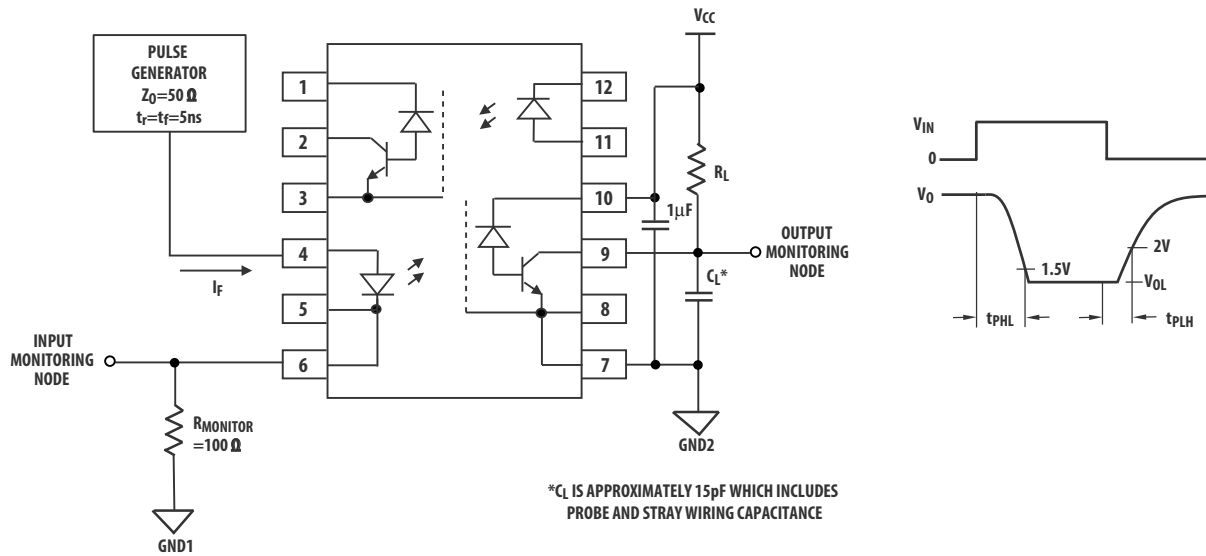 PULSE
GENERATOR
Z₀=50 Ω
tᵣ=t_f=5ns
1
2
3
4
5
6
I_F
INPUT
MONITORING
NODE
R_MONITOR
=100 Ω
GND1
12
11
10
9
8
7
V_CC
R_L
1μF
C_L*
OUTPUT
MONITORING
NODE
GND2
*C_L IS APPROXIMATELY 15pF WHICH INCLUDES
PROBE AND STRAY WIRING CAPACITANCE
V_IN
0
V_O
2V
1.5V
V_OL
t_PHL
t_PLH